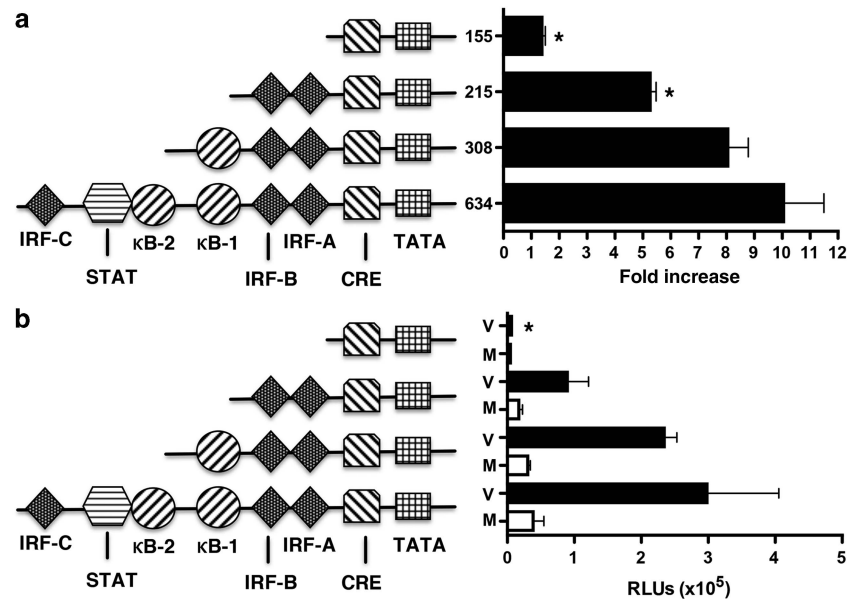 a
155
*
215
*
308
634
IRF-C
STAT
κB-2
κB-1
IRF-B
IRF-A
CRE
TATA
0 1 2 3 4 5 6 7 8 9 10 11 12
Fold increase
b
V
*
M
V
M
V
M
V
M
IRF-C
STAT
κB-2
κB-1
IRF-B
IRF-A
CRE
TATA
0 1 2 3 4 5
RLUs (x10⁵)